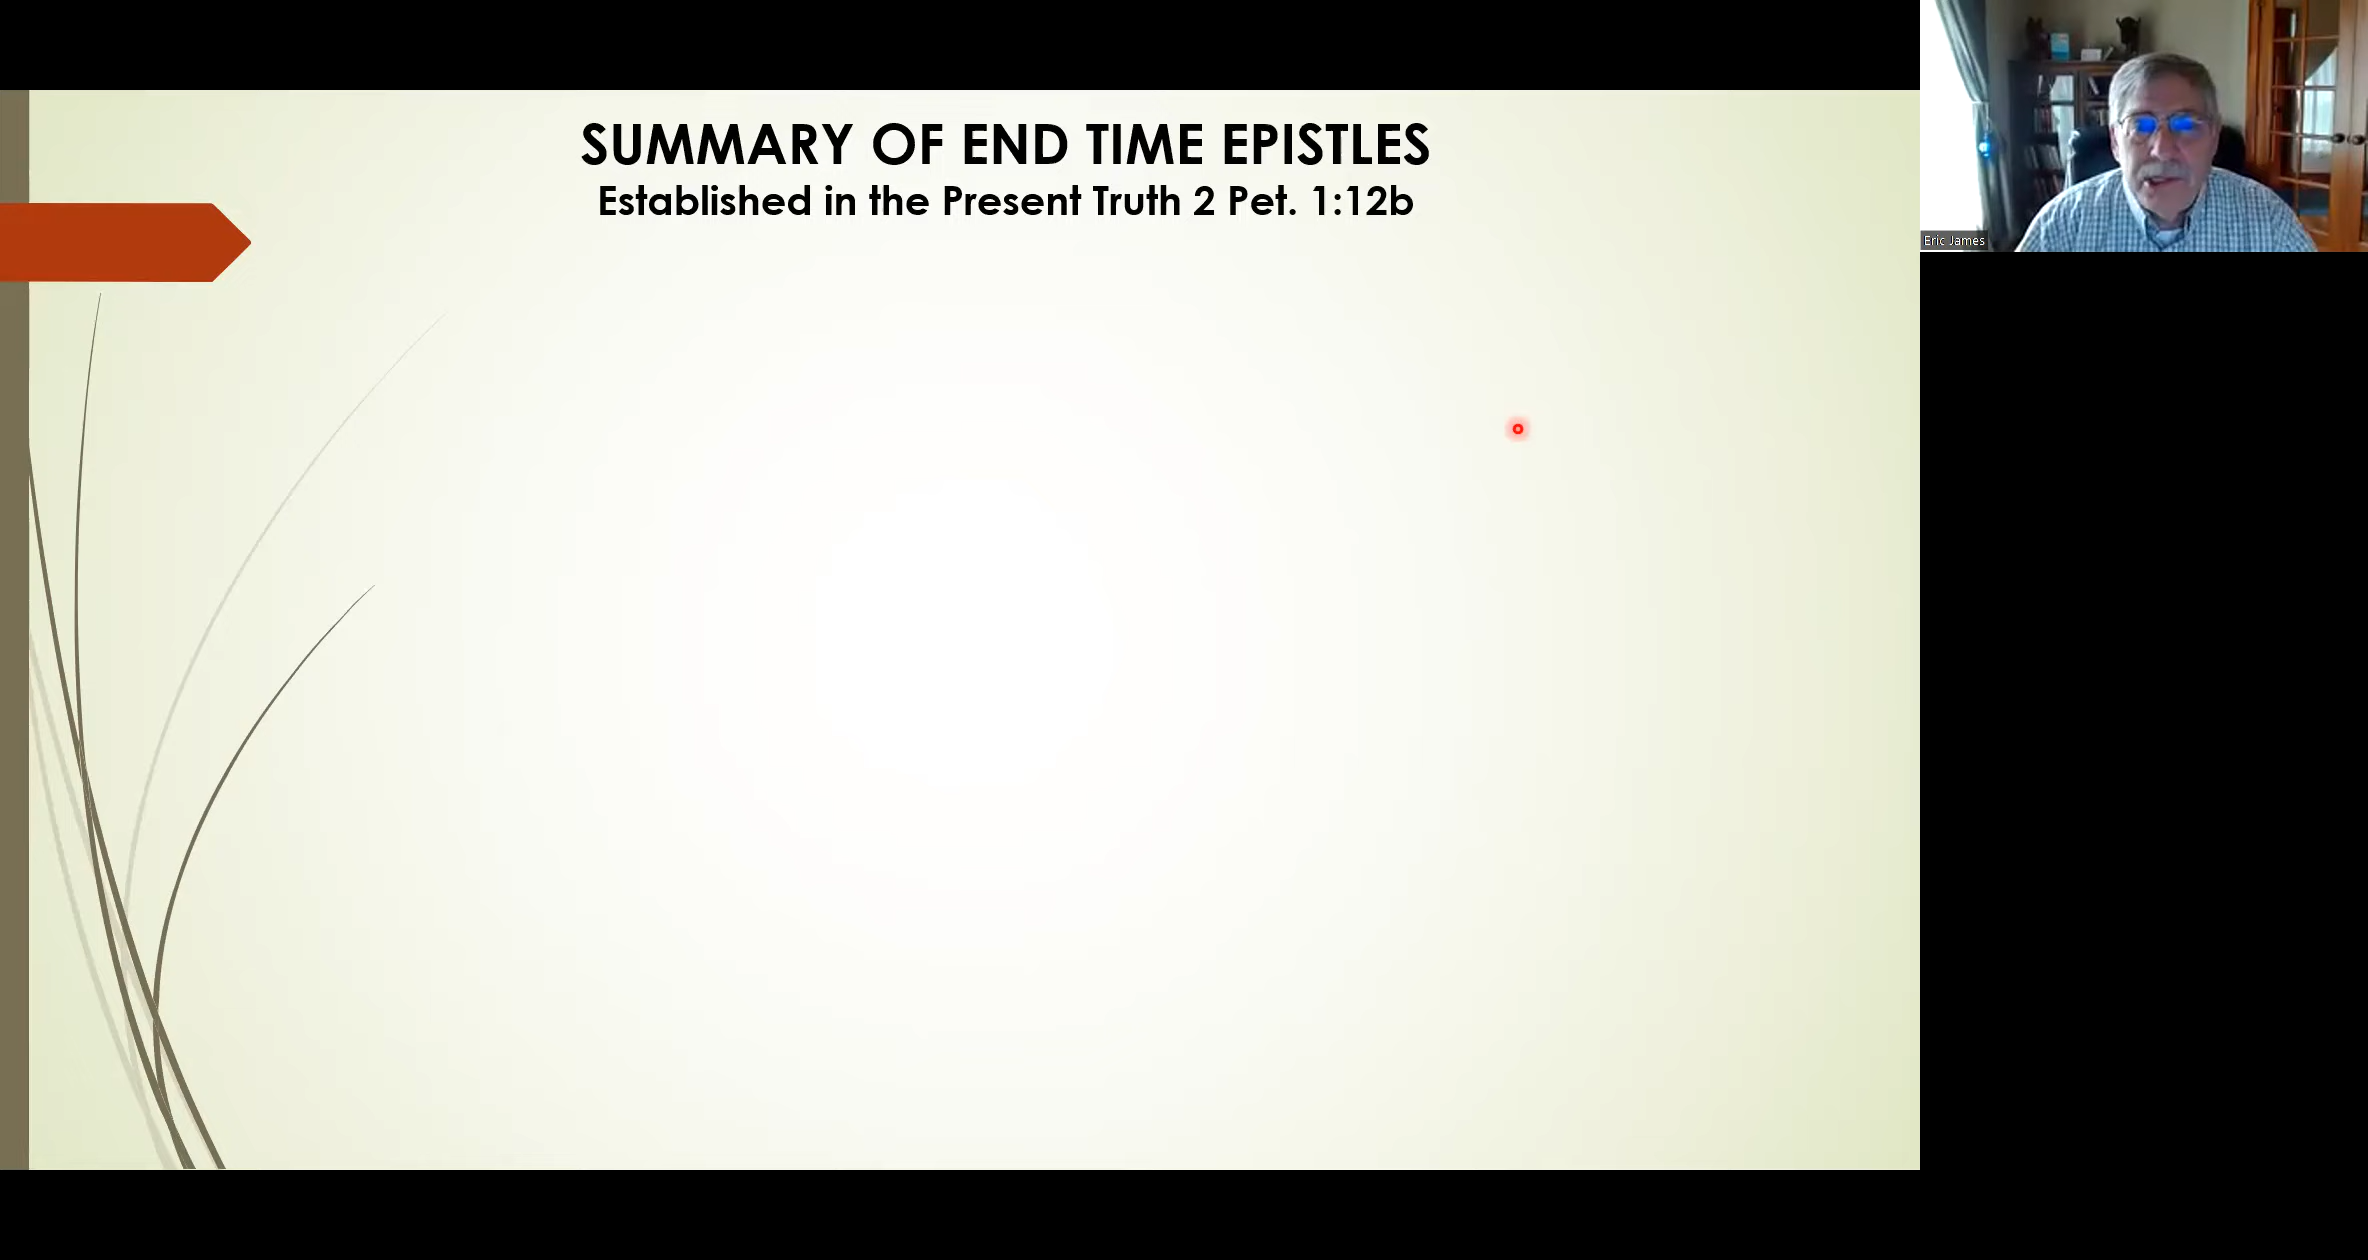 SUMMARY OF END TIME EPISTLES
Established in the Present Truth 2 Pet. 1:12b
Eric James